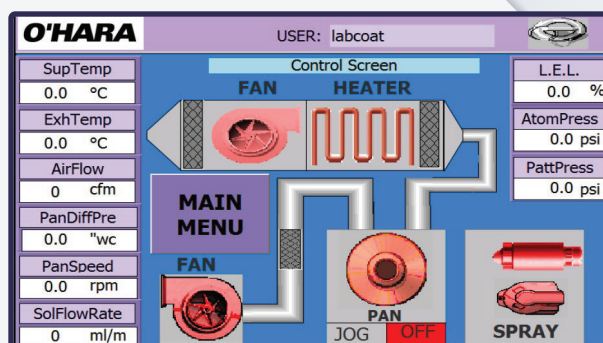 O'HARA
USER: labcoat
Control Screen
SupTemp
0.0 °C
ExhTemp
0.0 °C
AirFlow
0 cfm
PanDiffPre
0.0 "wc
PanSpeed
0.0 rpm
SolFlowRate
0 ml/m
FAN HEATER
MAIN
MENU
FAN
PAN
JOG OFF
SPRAY
L.E.L.
0.0 %
AtomPress
0.0 psi
PattPress
0.0 psi